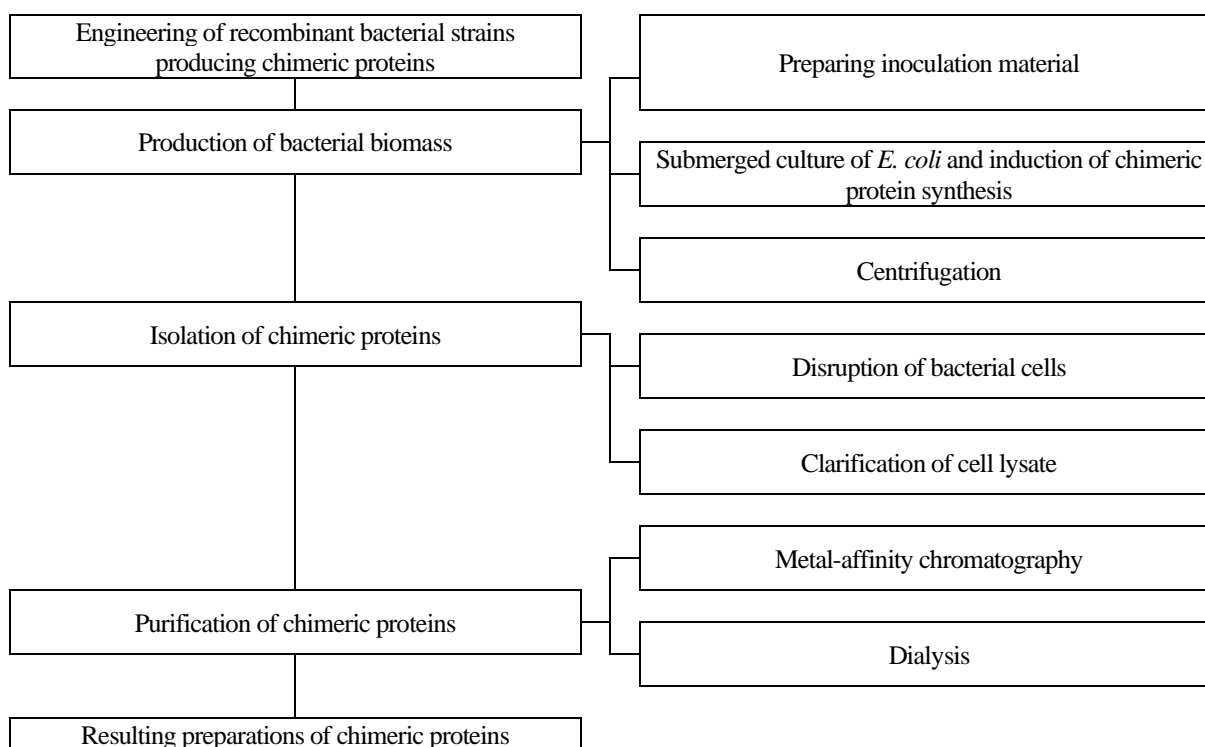 Engineering of recombinant bacterial strains
producing chimeric proteins
Preparing inoculation material
Production of bacterial biomass
Submerged culture of E. coli and induction of chimeric
protein synthesis
Centrifugation
Isolation of chimeric proteins
Disruption of bacterial cells
Clarification of cell lysate
Metal-affinity chromatography
Purification of chimeric proteins
Dialysis
Resulting preparations of chimeric proteins